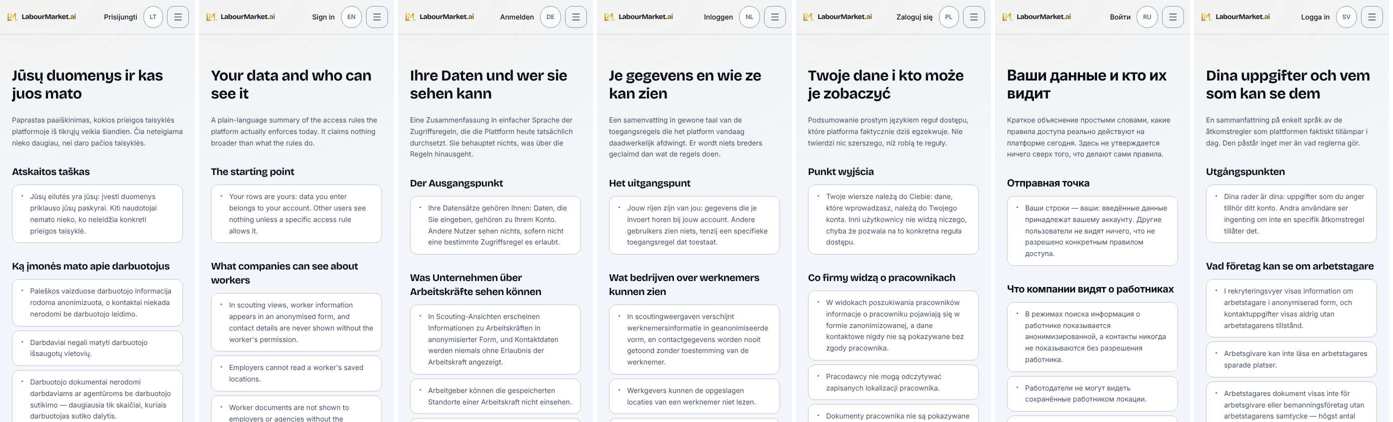 LabourMarket.ai
Prisijungti
LT
Jūsų duomenys ir kas
juos mato
Paprastas paaiškinimas, kokios prieigos taisyklės
platformoje iš tikrųjų veikia šiandien. Čia neteigiama
nieko daugiau, nei daro pačios taisyklės.
Atskaitos taškas
• Jūsų eilutės yra jūsų: įvesti duomenys
priklauso jūsų paskyrai. Kiti naudotojai
nemato nieko, ko neleidžia konkreti
prieigos taisyklė.
Ką įmonės mato apie darbuotojus
• Paieškos vaizduose darbuotojo informacija
rodoma anonimizuota, o kontaktai niekada
nerodomi be darbuotojo leidimo.
• Darbdaviai negali matyti darbuotojo
išsaugotų vietovių.
• Darbuotojo dokumentai nerodomi
darbdaviams ar agentūroms be darbuotojo
sutikimo — daugiausia tik skaičiai, kuriais
darbuotojas sutiko dalytis.
LabourMarket.ai
Sign in
EN
Your data and who can
see it
A plain-language summary of the access rules the
platform actually enforces today. It claims nothing
broader than what the rules do.
The starting point
• Your rows are yours: data you enter
belongs to your account. Other users see
nothing unless a specific access rule
allows it.
What companies can see about
workers
• In scouting views, worker information
appears in an anonymised form, and
contact details are never shown without the
worker's permission.
• Employers cannot read a worker's saved
locations.
• Worker documents are not shown to
employers or agencies without the
LabourMarket.ai
Anmelden
DE
Ihre Daten und wer sie
sehen kann
Eine Zusammenfassung in einfacher Sprache der
Zugriffsregeln, die die Plattform heute tatsächlich
durchsetzt. Sie behauptet nichts, was über die
Regeln hinausgeht.
Der Ausgangspunkt
• Ihre Datensätze gehören Ihnen: Daten, die
Sie eingeben, gehören zu Ihrem Konto.
Andere Nutzer sehen nichts, sofern nicht
eine bestimmte Zugriffsregel es erlaubt.
Was Unternehmen über
Arbeitskräfte sehen können
• In Scouting-Ansichten erscheinen
Informationen zu Arbeitskräften in
anonymisierter Form, und Kontaktdaten
werden niemals ohne Erlaubnis der
Arbeitskraft angezeigt.
• Arbeitgeber können die gespeicherten
Standorte einer Arbeitskraft nicht einsehen.
LabourMarket.ai
Inloggen
NL
Je gegevens en wie ze
kan zien
Een samenvatting in gewone taal van de
toegangsregels die het platform vandaag
daadwerkelijk afdwingt. Er wordt niets breders
geclaimd dan wat de regels doen.
Het uitgangspunt
• Jouw rijen zijn van jou: gegevens die je
invoert horen bij jouw account. Andere
gebruikers zien niets, tenzij een specifieke
toegangsregel dat toestaat.
Wat bedrijven over werknemers
kunnen zien
• In scoutingweergaven verschijnt
werknemersinformatie in geanonimiseerde
vorm, en contactgegevens worden nooit
getoond zonder toestemming van de
werknemer.
• Werkgevers kunnen de opgeslagen
locaties van een werknemer niet lezen.
LabourMarket.ai
Zaloguj się
PL
Twoje dane i kto może
je zobaczyć
Podsumowanie prostym językiem reguł dostępu,
które platforma faktycznie dziś egzekwuje. Nie
twierdzi nic szerszego, niż robią te reguły.
Punkt wyjścia
• Twoje wiersze należą do Ciebie: dane,
które wprowadzasz, należą do Twojego
konta. Inni użytkownicy nie widzą niczego,
chyba że pozwala na to konkretna reguła
dostępu.
Co firmy widzą o pracownikach
• W widokach poszukiwania pracowników
informacje o pracowniku pojawiają się w
formie zanonimizowanej, a dane
kontaktowe nigdy nie są pokazywane bez
zgody pracownika.
• Pracodawcy nie mogą odczytywać
zapisanych lokalizacji pracownika.
• Dokumenty pracownika nie są pokazywane
LabourMarket.ai
Войти
RU
Ваши данные и кто их
видит
Краткое объяснение простыми словами, какие
правила доступа реально действуют на
платформе сегодня. Здесь не утверждается
ничего сверх того, что делают сами правила.
Отправная точка
• Ваши строки — ваши: введённые данные
принадлежат вашему аккаунту. Другие
пользователи не видят ничего, что не
разрешено конкретным правилом
доступа.
Что компании видят о работниках
• В режимах поиска информация о
работнике показывается
анонимизированной, а контакты никогда
не показываются без разрешения
работника.
• Работодатели не могут видеть
сохранённые работником локации.
LabourMarket.ai
Logga in
SV
Dina uppgifter och vem
som kan se dem
En sammanfattning på enkelt språk av de
åtkomstregler som plattformen faktiskt tillämpar i
dag. Den påstår inget mer än vad reglerna gör.
Utgångspunkten
• Dina rader är dina: uppgifter som du anger
tillhör ditt konto. Andra användare ser
ingenting om inte en specifik åtkomstregel
tillåter det.
Vad företag kan se om arbetstagare
• I rekryteringsvyer visas information om
arbetstagare i anonymiserad form, och
kontaktuppgifter visas aldrig utan
arbetstagarens tillstånd.
• Arbetsgivare kan inte läsa en arbetstagares
sparade platser.
• Arbetstagares dokument visas inte för
arbetsgivare eller bemanningsföretag utan
arbetstagarens samtycke — högst antal